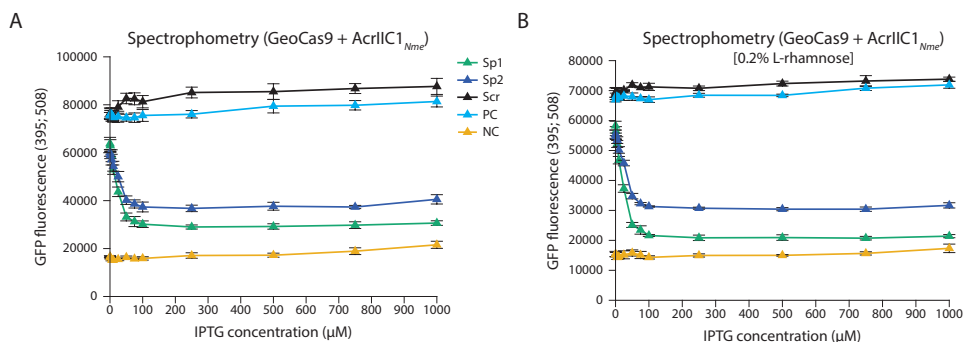 A
Spectrophometry (GeoCas9 + AcrIIC1Nme)
GFP fluorescence (395; 508)
100000
80000
60000
40000
20000
0
0 100 200 300 400 500 600 700 800 900 1000
IPTG concentration (µM)
Sp1
Sp2
Scr
PC
NC
B
Spectrophometry (GeoCas9 + AcrIIC1Nme)
[0.2% L-rhamnose]
GFP fluorescence (395; 508)
80000
70000
60000
50000
40000
30000
20000
10000
0
0 100 200 300 400 500 600 700 800 900 1000
IPTG concentration (µM)